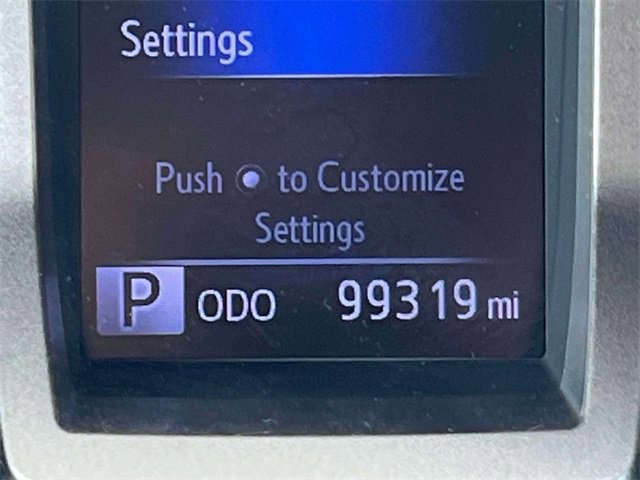 Settings
Push to Customize
Settings
P ODO 99319 mi